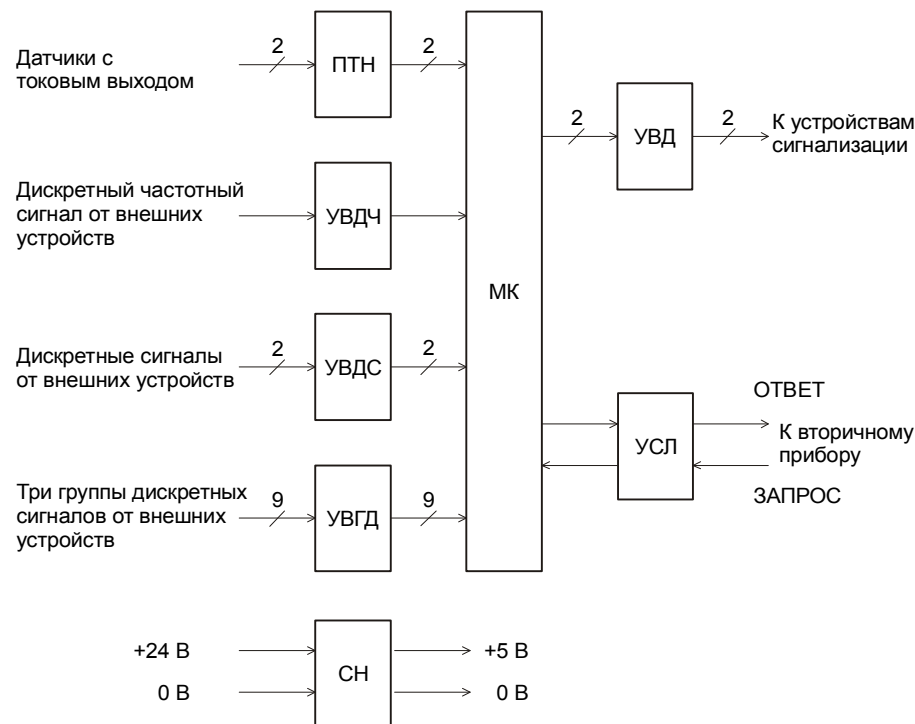 Датчики с
токовым выходом
2
ПТН
2
Дискретный частотный
сигнал от внешних
устройств
УВДЧ
Дискретные сигналы
от внешних устройств
2
УВДС
2
Три группы дискретных
сигналов от внешних
устройств
9
УВГД
9
МК
2
УВД
2
К устройствам
сигнализации
УСЛ
ОТВЕТ
К вторичному
прибору
ЗАПРОС
+24 В
0 В
СН
+5 В
0 В